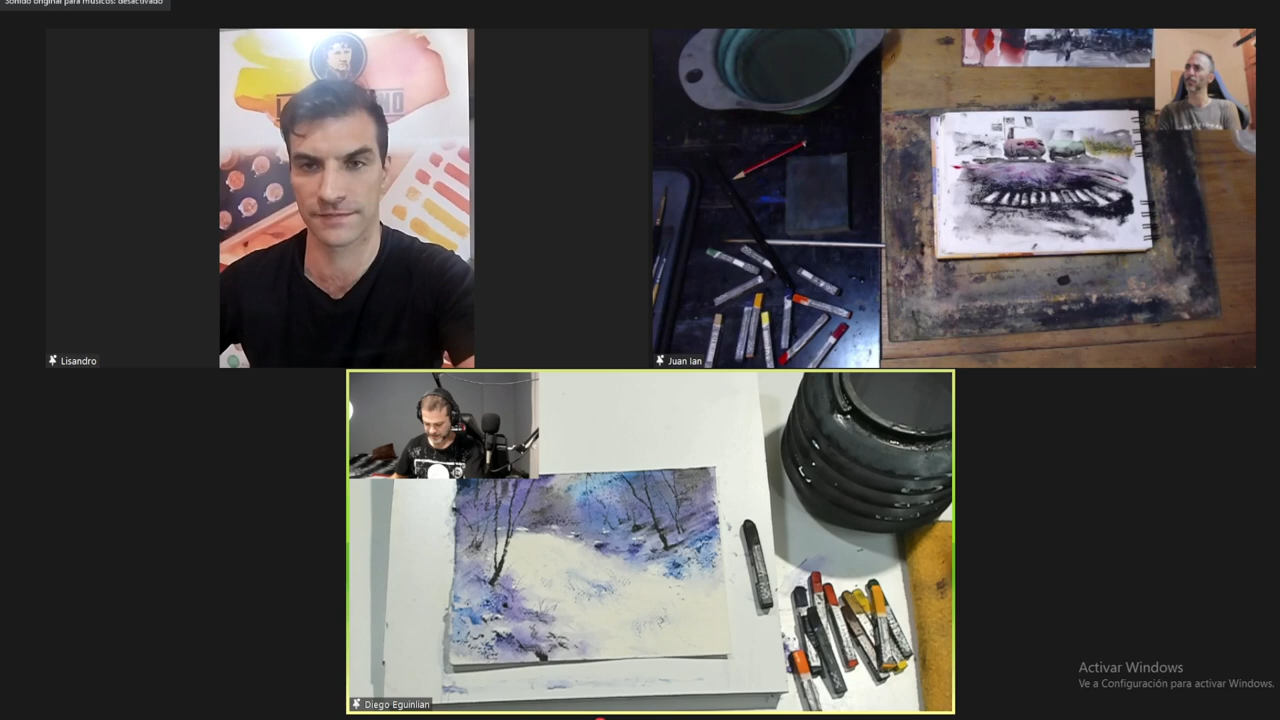 Sonido original para músicos: desactivado
Lisandro
Juan Ian
Diego Eguinlian
Activar Windows
Ve a Configuración para activar Windows.